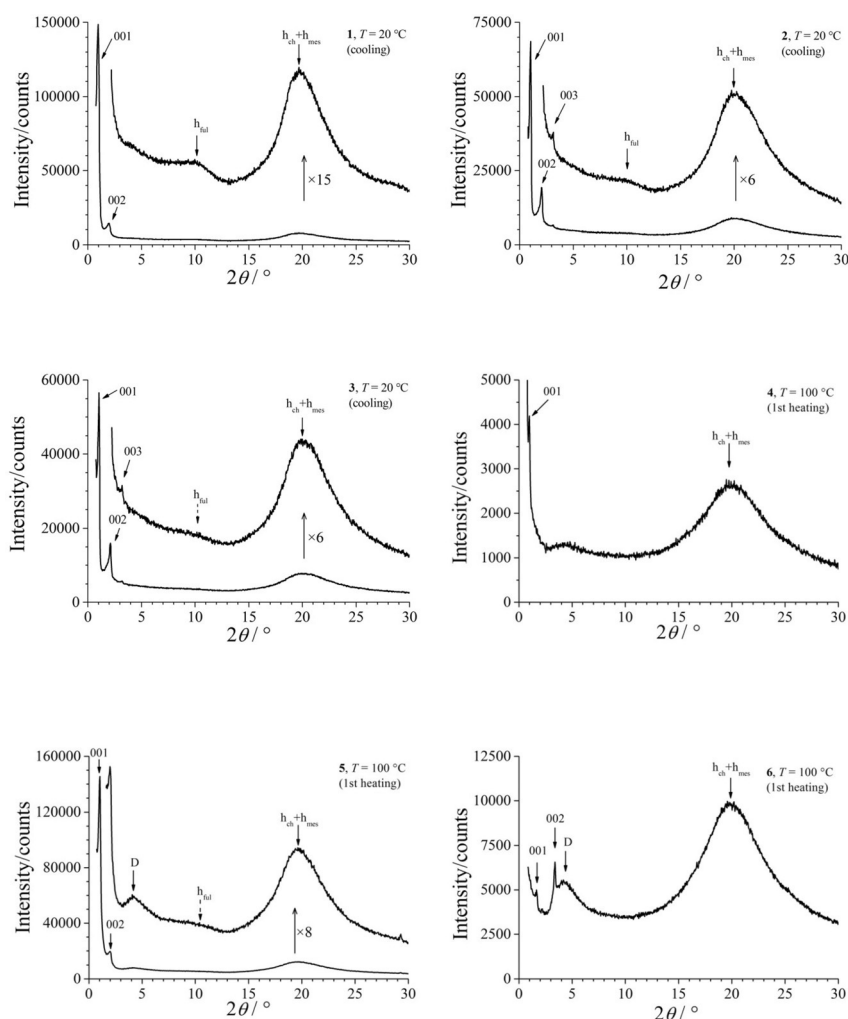 150000
100000
50000
0
Intensity/counts
001
002
h_ful
h_ch+h_mes
×15
1, T = 20 °C
(cooling)
0 5 10 15 20 25 30
2θ / °
75000
50000
25000
0
Intensity/counts
001
003
002
h_ful
h_ch+h_mes
×6
2, T = 20 °C
(cooling)
0 5 10 15 20 25 30
2θ / °
60000
40000
20000
0
Intensity/counts
001
003
002
h_ful
h_ch+h_mes
×6
3, T = 20 °C
(cooling)
0 5 10 15 20 25 30
2θ / °
5000
4000
3000
2000
1000
0
Intensity/counts
001
h_ch+h_mes
4, T = 100 °C
(1st heating)
0 5 10 15 20 25 30
2θ / °
160000
120000
80000
40000
0
Intensity/counts
001
D
002
h_ful
h_ch+h_mes
×8
5, T = 100 °C
(1st heating)
0 5 10 15 20 25 30
2θ / °
12500
10000
7500
5000
2500
0
Intensity/counts
001
002
D
h_ch+h_mes
6, T = 100 °C
(1st heating)
0 5 10 15 20 25 30
2θ / °